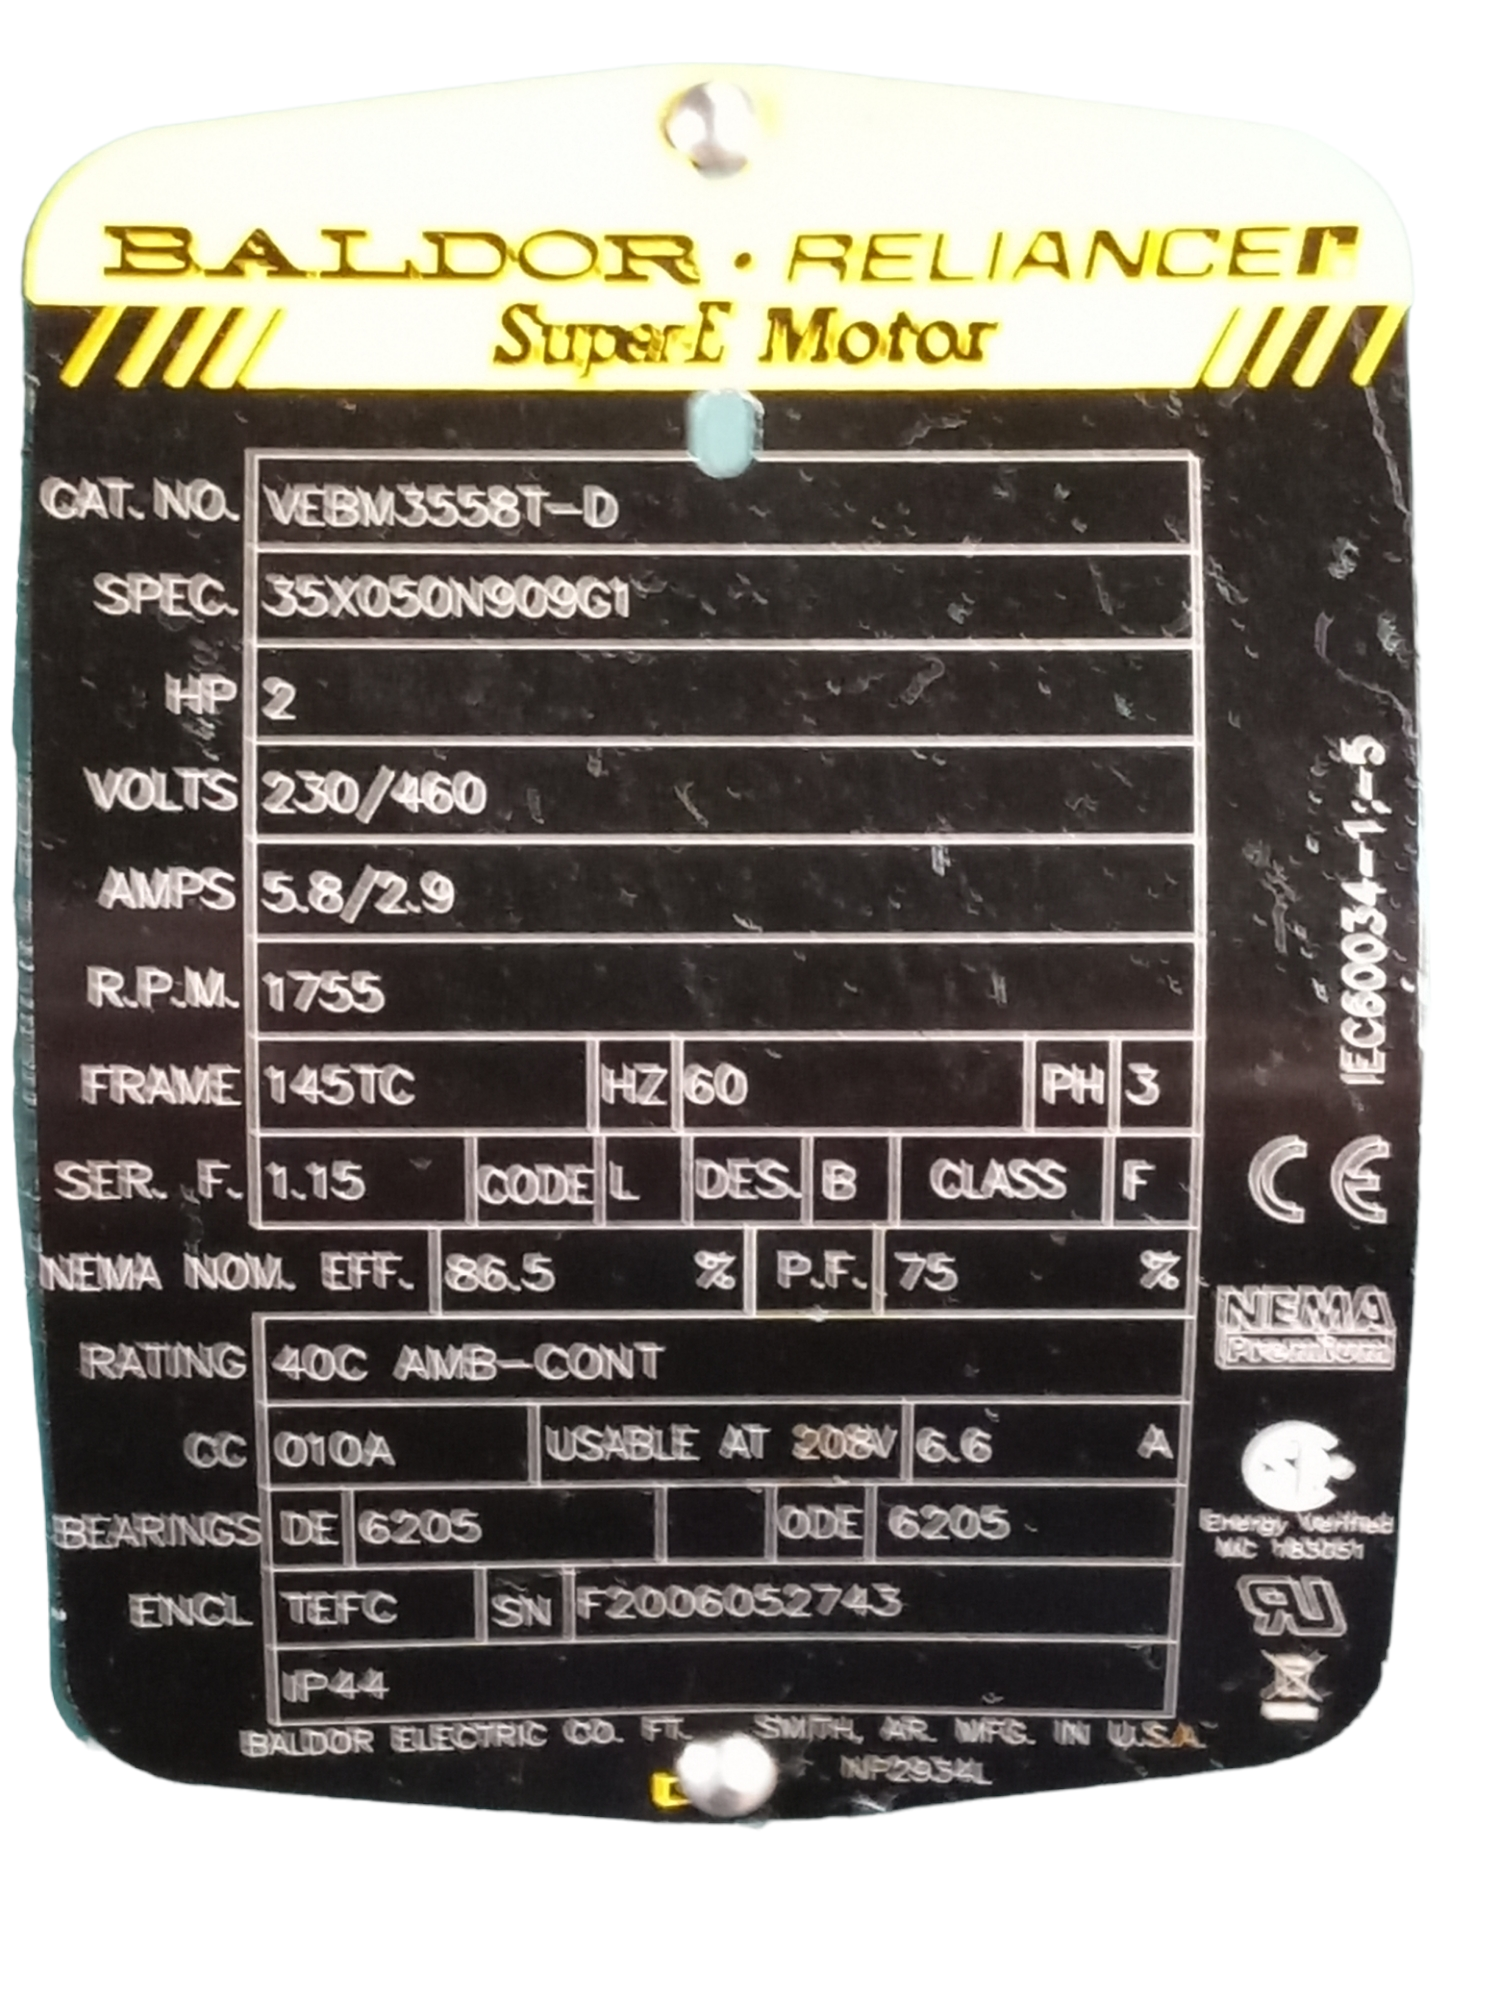 BALDOR • RELIANCE
SuperE Motor
CAT. NO. VEBM3558T-D
SPEC. 35X050N909G1
HP 2
VOLTS 230/460
AMPS 5.8/2.9
R.P.M. 1755
FRAME 145TC HZ 60 PH 3
SER. F. 1.15 CODE L DES. B CLASS F
NEMA NOM. EFF. 86.5 % P.F. 75 %
RATING 40C AMB-CONT
CC 010A USABLE AT 208V 6.6 A
BEARINGS DE 6205 ODE 6205
ENCL TEFC SN F2006052743
IP44
BALDOR ELECTRIC CO. FT. SMITH, AR. MFG. IN U.S.A.
NP2934L
IEC60034-1;-5
CE
NEMA
Premium
Energy Verified